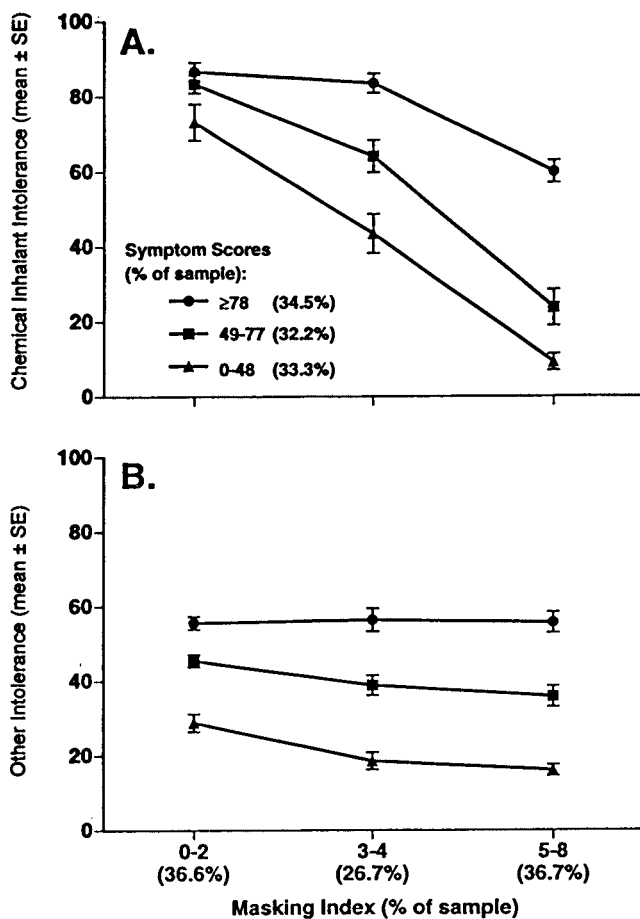 A.
Chemical Inhalant Intolerance (mean ± SE)
100
80
60
40
20
0
Symptom Scores
(% of sample):
≥78 (34.5%)
49-77 (32.2%)
0-48 (33.3%)
B.
Other Intolerance (mean ± SE)
100
80
60
40
20
0
0-2 3-4 5-8
(36.6%) (26.7%) (36.7%)
Masking Index (% of sample)